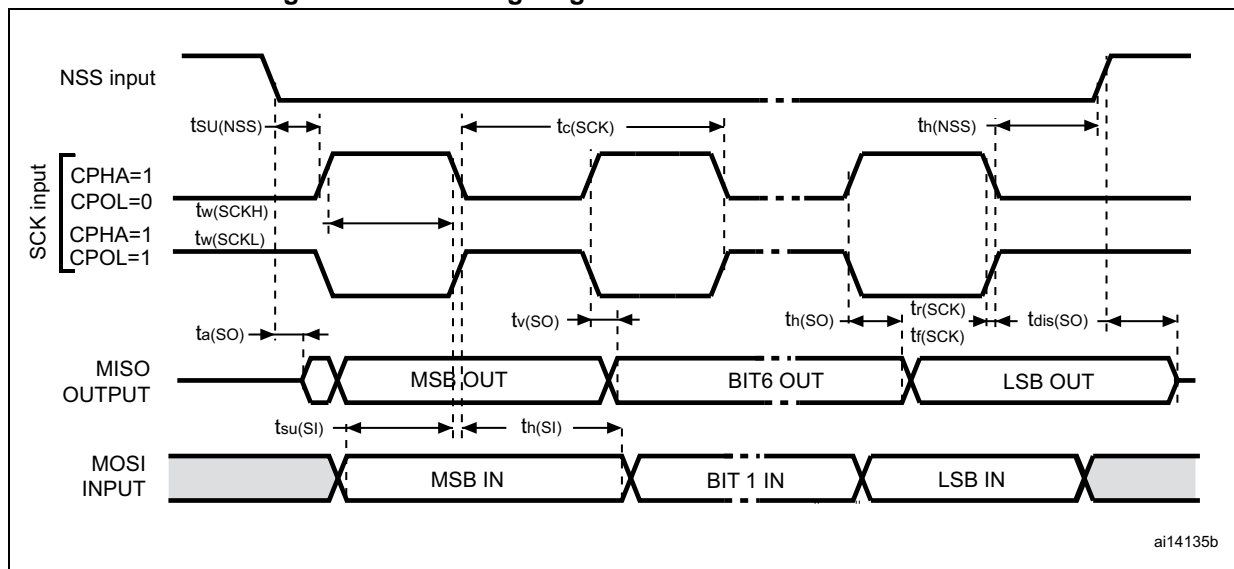 NSS input
tSU(NSS)
tc(SCK)
th(NSS)
SCK input
CPHA=1
CPOL=0
tw(SCKH)
CPHA=1
tw(SCKL)
CPOL=1
ta(SO)
tv(SO)
th(SO)
tr(SCK)
tf(SCK)
tdis(SO)
MISO
OUTPUT
MSB OUT
BIT6 OUT
LSB OUT
tsu(SI)
th(SI)
MOSI
INPUT
MSB IN
BIT 1 IN
LSB IN
ai14135b